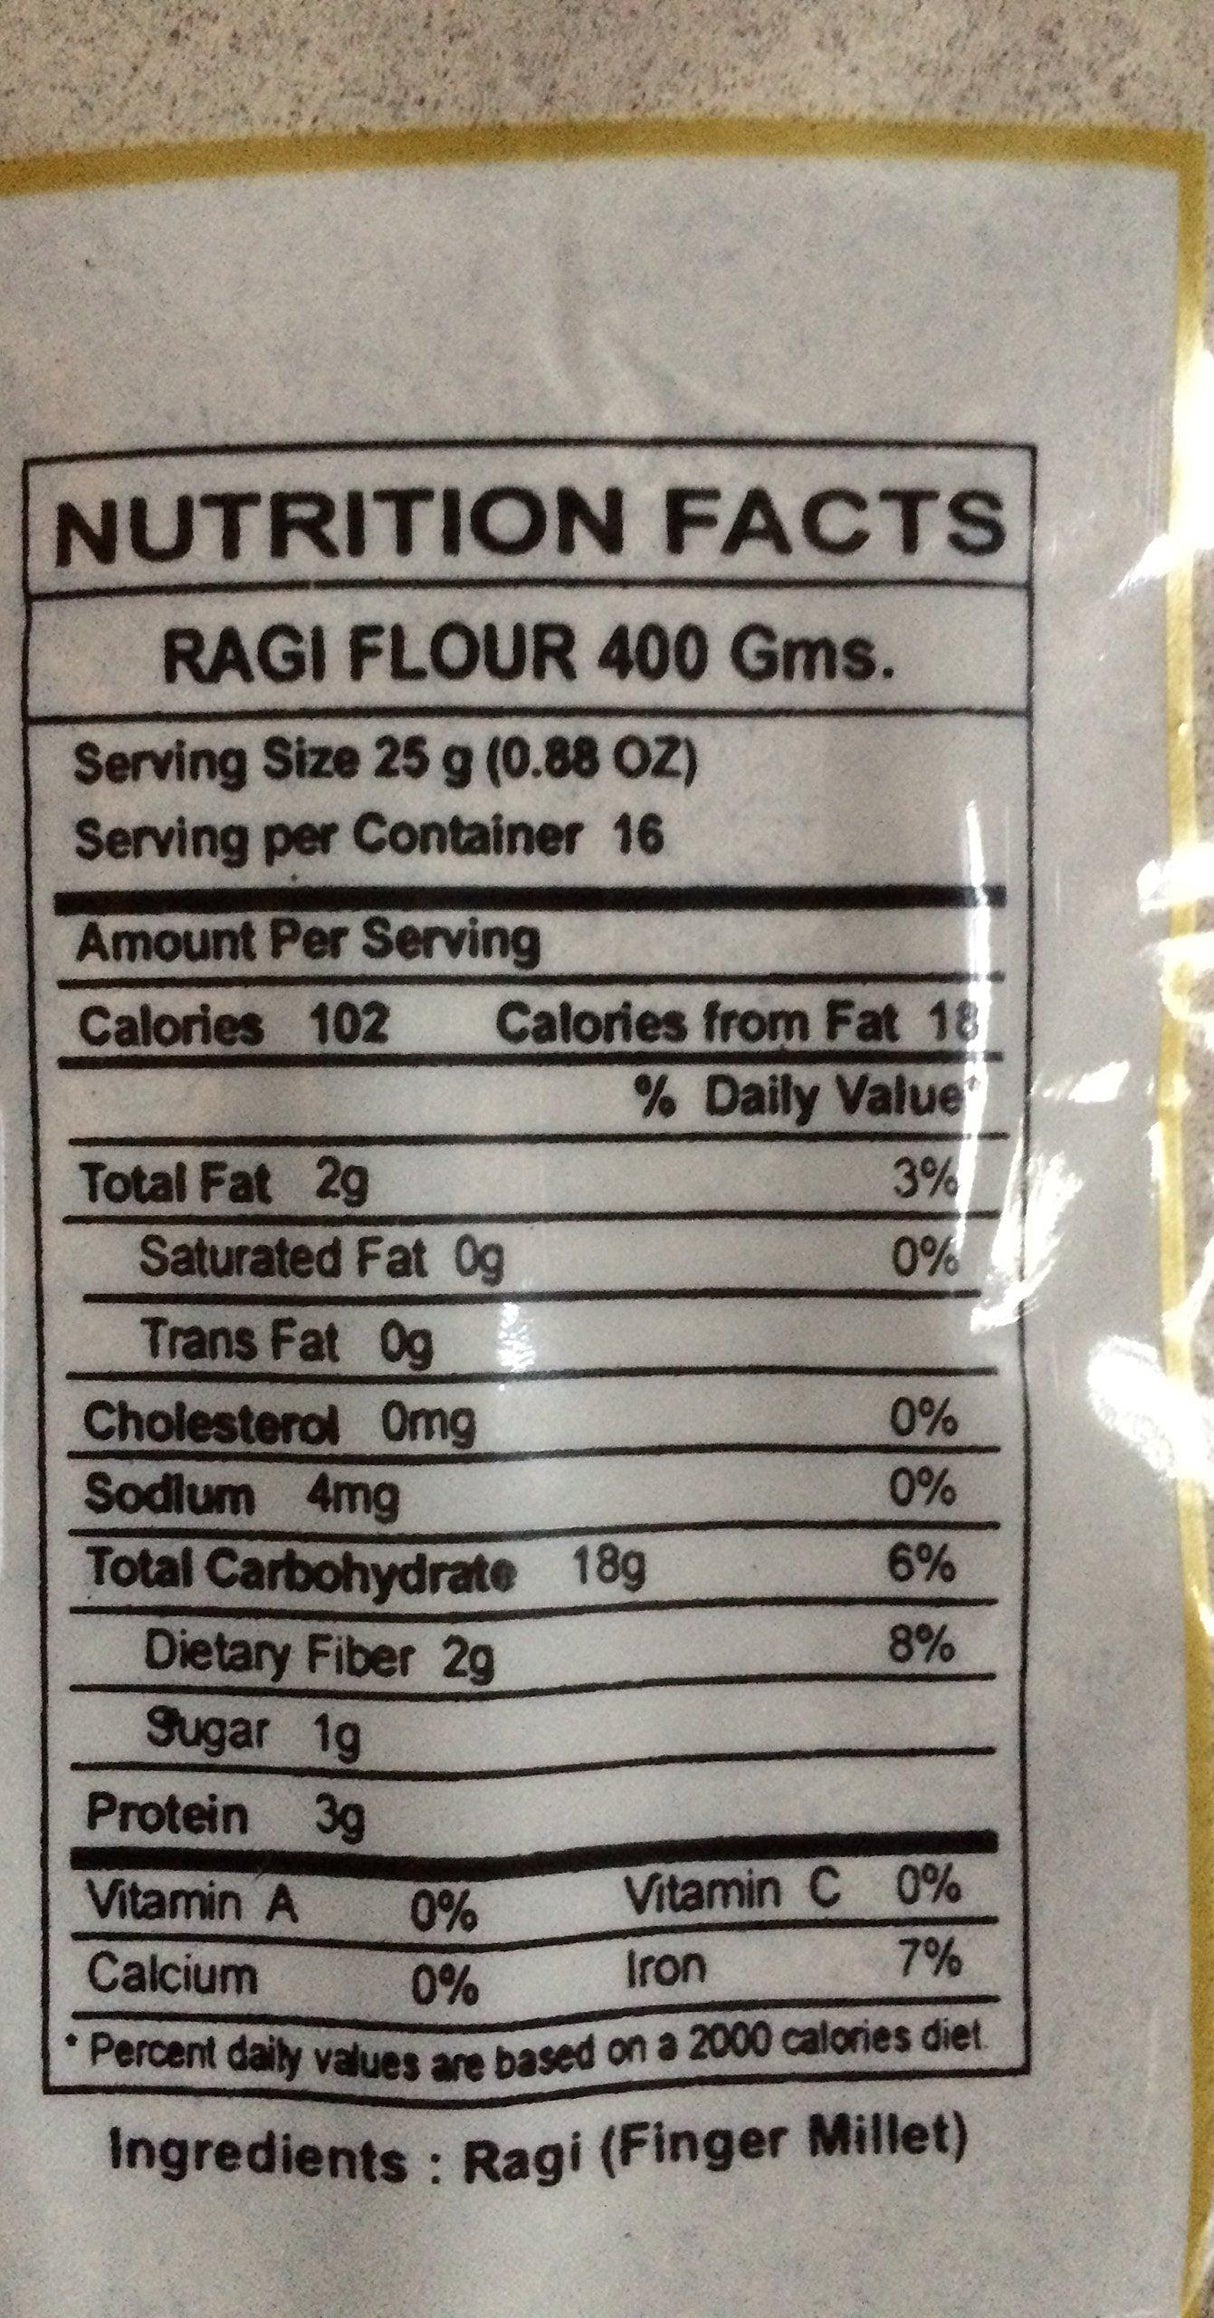 NUTRITION FACTS
RAGI FLOUR 400 Gms.
Serving Size 25 g (0.88 OZ)
Serving per Container 16
Amount Per Serving
Calories 102 Calories from Fat 18
% Daily Value*
Total Fat 2g 3%
Saturated Fat 0g 0%
Trans Fat 0g
Cholesterol 0mg 0%
Sodium 4mg 0%
Total Carbohydrate 18g 6%
Dietary Fiber 2g 8%
Sugar 1g
Protein 3g
Vitamin A 0% Vitamin C 0%
Calcium 0% Iron 7%
* Percent daily values are based on a 2000 calories diet.
Ingredients : Ragi (Finger Millet)